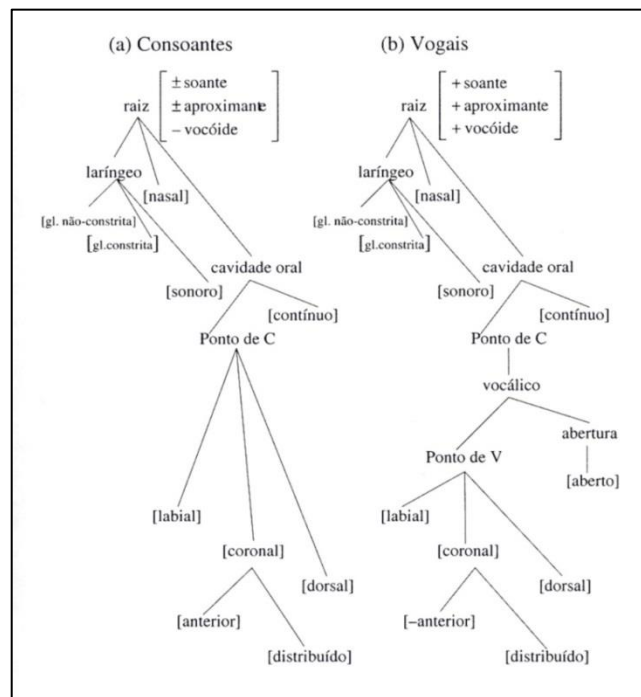 (a) Consoantes
raiz
± soante
± aproximante
− vocóide
laríngeo
[nasal]
[gl. não-constrita]
[gl.constrita]
cavidade oral
[sonoro]
[contínuo]
Ponto de C
[labial]
[coronal]
[dorsal]
[anterior]
[distribuído]
(b) Vogais
raiz
+ soante
+ aproximante
+ vocóide
laríngeo
[nasal]
[gl. não-constrita]
[gl.constrita]
cavidade oral
[sonoro]
[contínuo]
Ponto de C
vocálico
abertura
Ponto de V
[aberto]
[labial]
[coronal]
[dorsal]
[−anterior]
[distribuído]